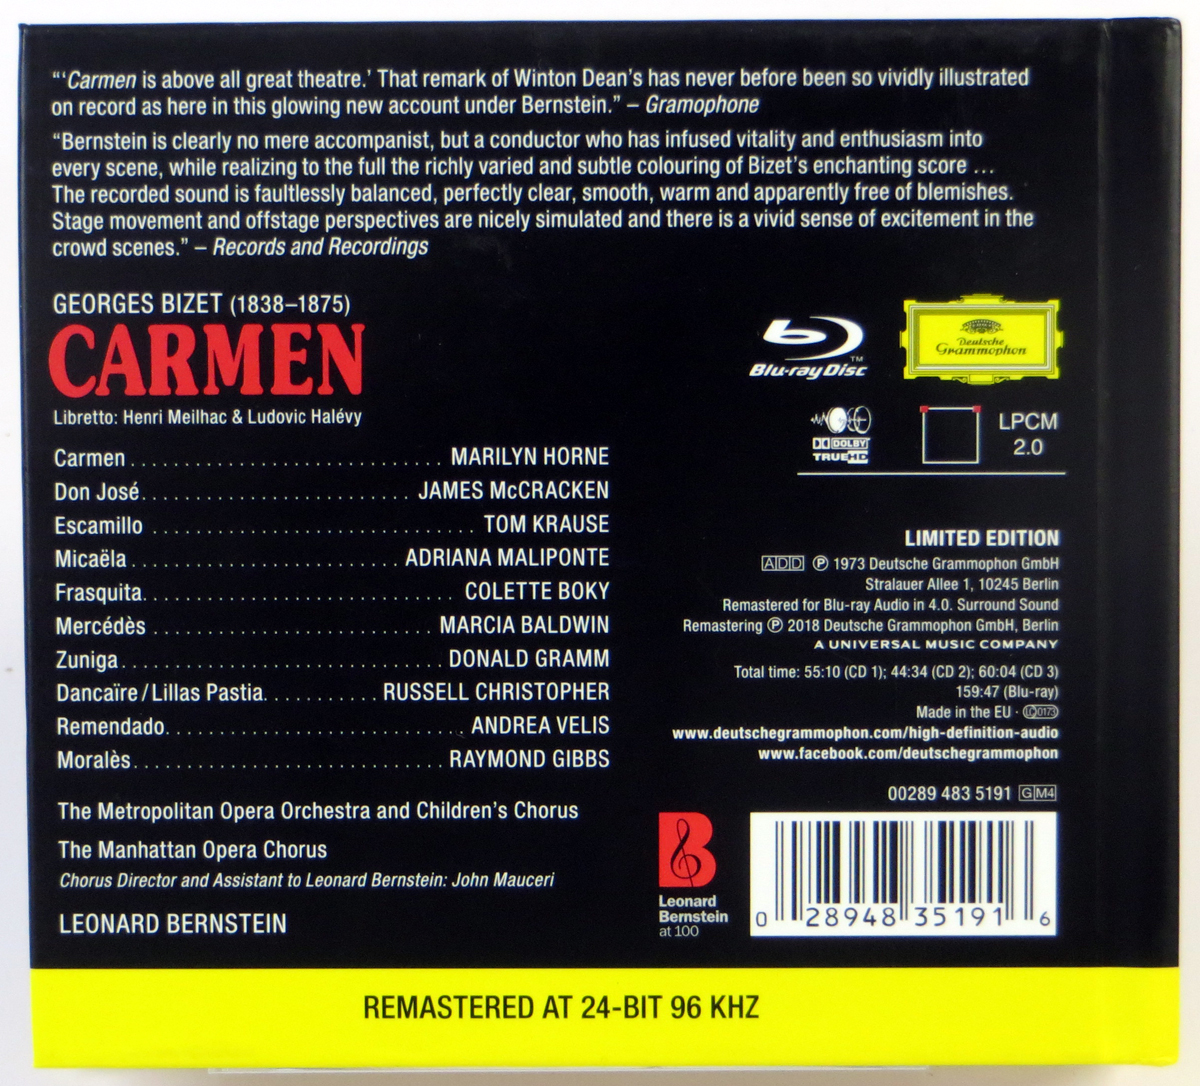 “‘Carmen is above all great theatre.’ That remark of Winton Dean’s has never before been so vividly illustrated
on record as here in this glowing new account under Bernstein.” – Gramophone
“Bernstein is clearly no mere accompanist, but a conductor who has infused vitality and enthusiasm into
every scene, while realizing to the full the richly varied and subtle colouring of Bizet’s enchanting score ...
The recorded sound is faultlessly balanced, perfectly clear, smooth, warm and apparently free of blemishes.
Stage movement and offstage perspectives are nicely simulated and there is a vivid sense of excitement in the
crowd scenes.” – Records and Recordings
GEORGES BIZET (1838–1875)
CARMEN
Libretto: Henri Meilhac & Ludovic Halévy
Carmen . . . . . . . . . . . . . . . . . . . . . . . . . . . . . . MARILYN HORNE
Don José . . . . . . . . . . . . . . . . . . . . . . . . . . JAMES McCRACKEN
Escamillo . . . . . . . . . . . . . . . . . . . . . . . . . . . . . . . TOM KRAUSE
Micaëla . . . . . . . . . . . . . . . . . . . . . . . . . . . ADRIANA MALIPONTE
Frasquita . . . . . . . . . . . . . . . . . . . . . . . . . . . . . . COLETTE BOKY
Mercédès . . . . . . . . . . . . . . . . . . . . . . . . . . . MARCIA BALDWIN
Zuniga . . . . . . . . . . . . . . . . . . . . . . . . . . . . . . . DONALD GRAMM
Dancaïre / Lillas Pastia . . . . . . . . . . . RUSSELL CHRISTOPHER
Remendado . . . . . . . . . . . . . . . . . . . . . . . . . . . . . ANDREA VELIS
Moralès . . . . . . . . . . . . . . . . . . . . . . . . . . . . . . RAYMOND GIBBS
The Metropolitan Opera Orchestra and Children’s Chorus
The Manhattan Opera Chorus
Chorus Director and Assistant to Leonard Bernstein: John Mauceri
LEONARD BERNSTEIN
Blu-ray Disc™
Deutsche
Grammophon
DOLBY
TRUEHD
LPCM
2.0
LIMITED EDITION
ADD ℗ 1973 Deutsche Grammophon GmbH
Stralauer Allee 1, 10245 Berlin
Remastered for Blu-ray Audio in 4.0. Surround Sound
Remastering ℗ 2018 Deutsche Grammophon GmbH, Berlin
A UNIVERSAL MUSIC COMPANY
Total time: 55:10 (CD 1); 44:34 (CD 2); 60:04 (CD 3)
159:47 (Blu-ray)
Made in the EU · LC 0173
www.deutschegrammophon.com/high-definition-audio
www.facebook.com/deutschegrammophon
00289 483 5191 G M4
B
Leonard
Bernstein
at 100
0 28948 35191 6
REMASTERED AT 24-BIT 96 KHZ